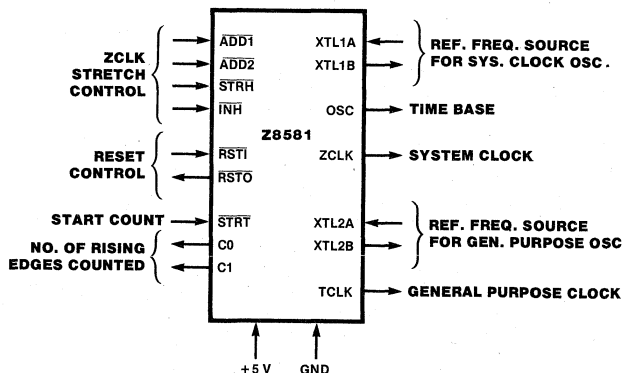 ZCLK
STRETCH
CONTROL
ADD1
ADD2
STRH
INH
RESET
CONTROL
RSTI
RSTO
START COUNT
STRT
NO. OF RISING
EDGES COUNTED
C0
C1
Z8581
XTL1A
XTL1B
REF. FREQ. SOURCE
FOR SYS. CLOCK OSC.
OSC
TIME BASE
ZCLK
SYSTEM CLOCK
XTL2A
XTL2B
REF. FREQ. SOURCE
FOR GEN. PURPOSE OSC
TCLK
GENERAL PURPOSE CLOCK
+5 V
GND